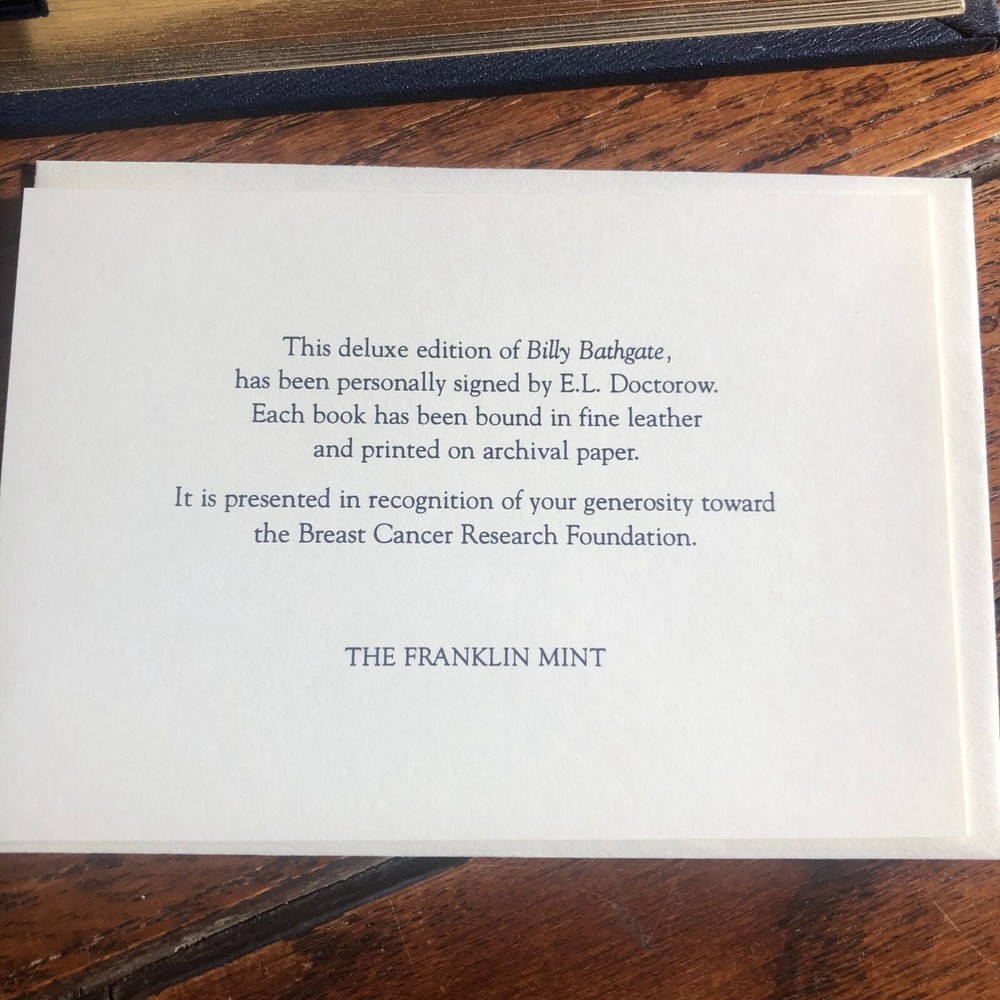 This deluxe edition of Billy Bathgate,
has been personally signed by E.L. Doctorow.
Each book has been bound in fine leather
and printed on archival paper.
It is presented in recognition of your generosity toward
the Breast Cancer Research Foundation.
THE FRANKLIN MINT